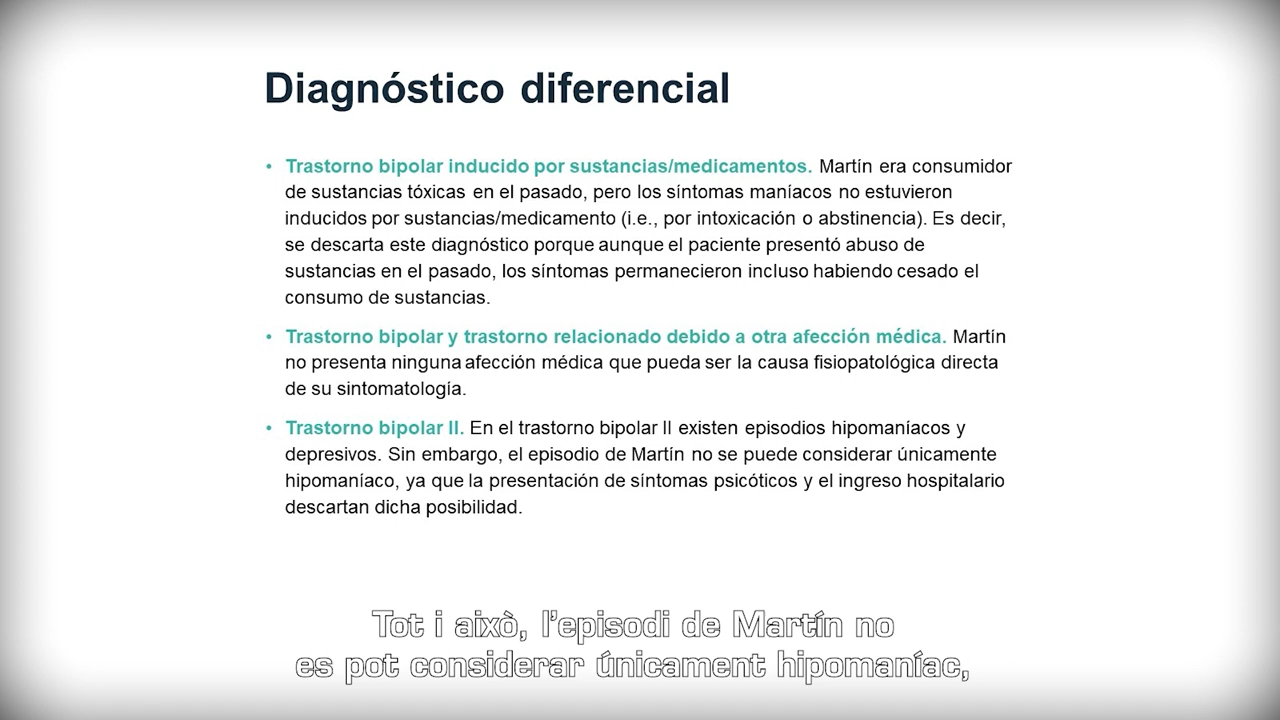 Diagnóstico diferencial
• Trastorno bipolar inducido por sustancias/medicamentos. Martín era consumidor
de sustancias tóxicas en el pasado, pero los síntomas maníacos no estuvieron
inducidos por sustancias/medicamento (i.e., por intoxicación o abstinencia). Es decir,
se descarta este diagnóstico porque aunque el paciente presentó abuso de
sustancias en el pasado, los síntomas permanecieron incluso habiendo cesado el
consumo de sustancias.
• Trastorno bipolar y trastorno relacionado debido a otra afección médica. Martín
no presenta ninguna afección médica que pueda ser la causa fisiopatológica directa
de su sintomatología.
• Trastorno bipolar II. En el trastorno bipolar II existen episodios hipomaníacos y
depresivos. Sin embargo, el episodio de Martín no se puede considerar únicamente
hipomaníaco, ya que la presentación de síntomas psicóticos y el ingreso hospitalario
descartan dicha posibilidad.
Tot i això, l'episodi de Martín no
es pot considerar únicament hipomaníac,